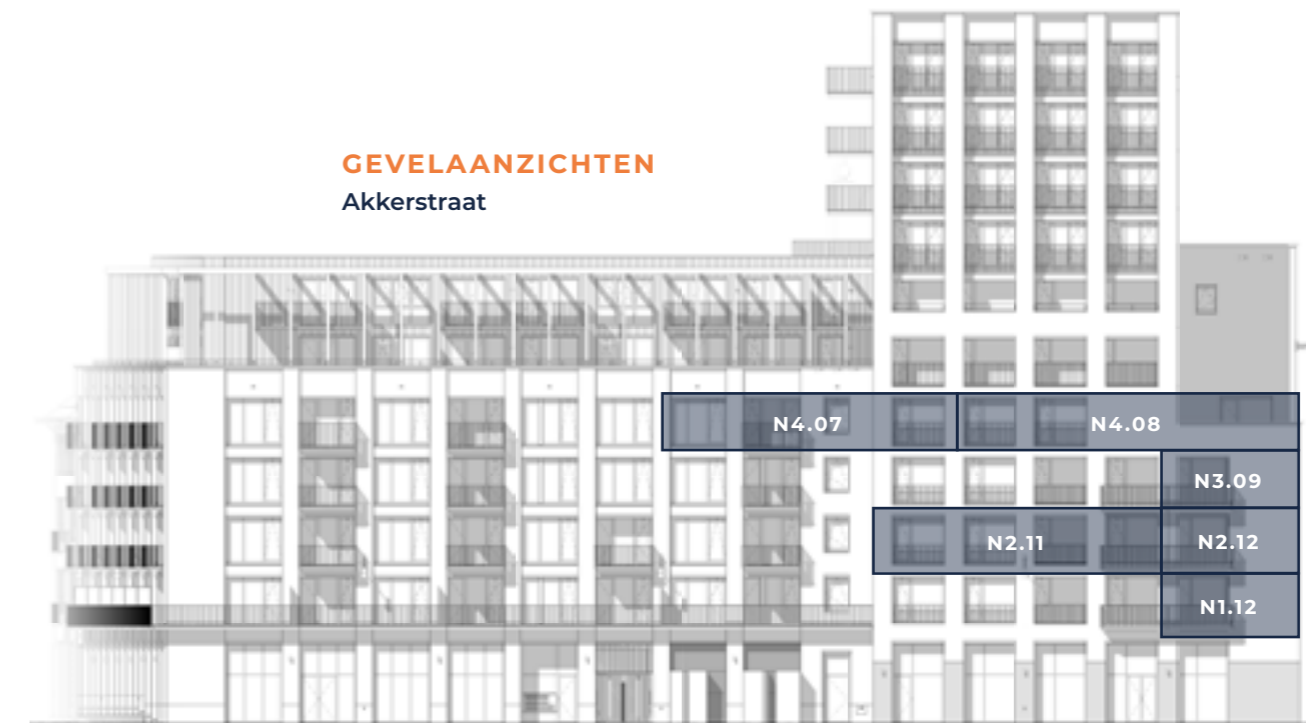 GEVELAANZICHTEN
Akkerstraat
N4.07
N4.08
N3.09
N2.11
N2.12
N1.12